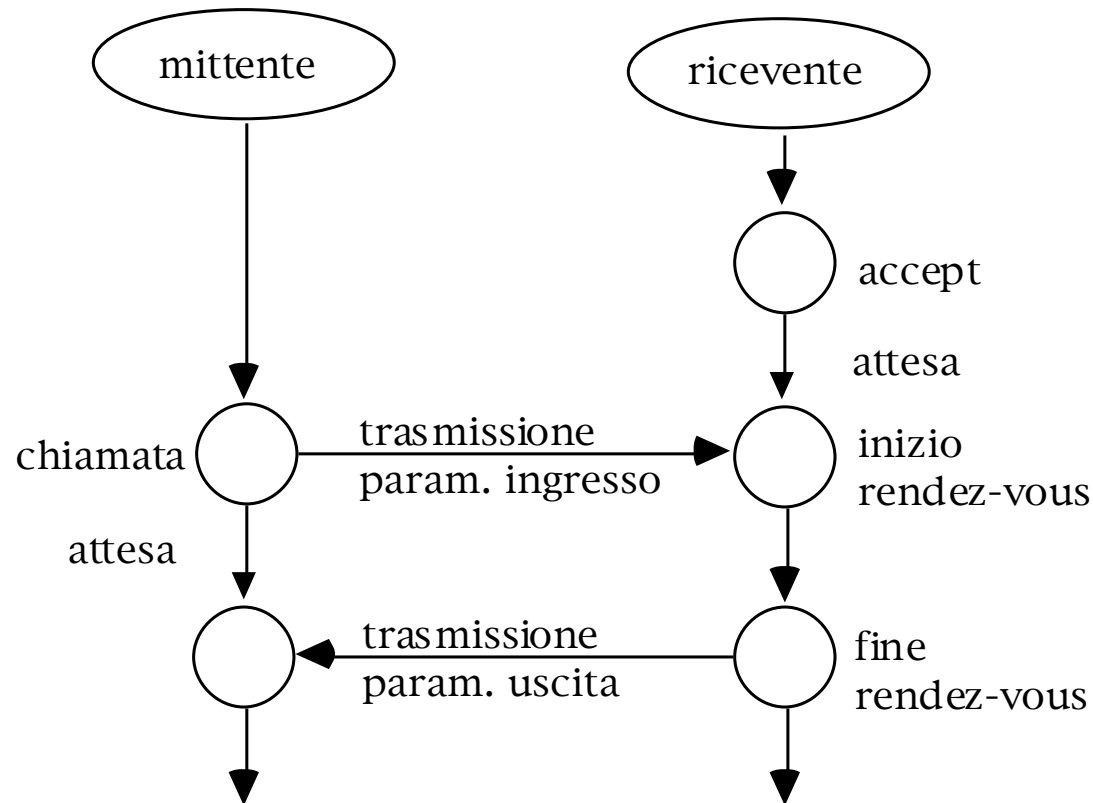 mittente
ricevente
accept
attesa
chiamata
trasmissione
param. ingresso
inizio
rendez-vous
attesa
trasmissione
param. uscita
fine
rendez-vous